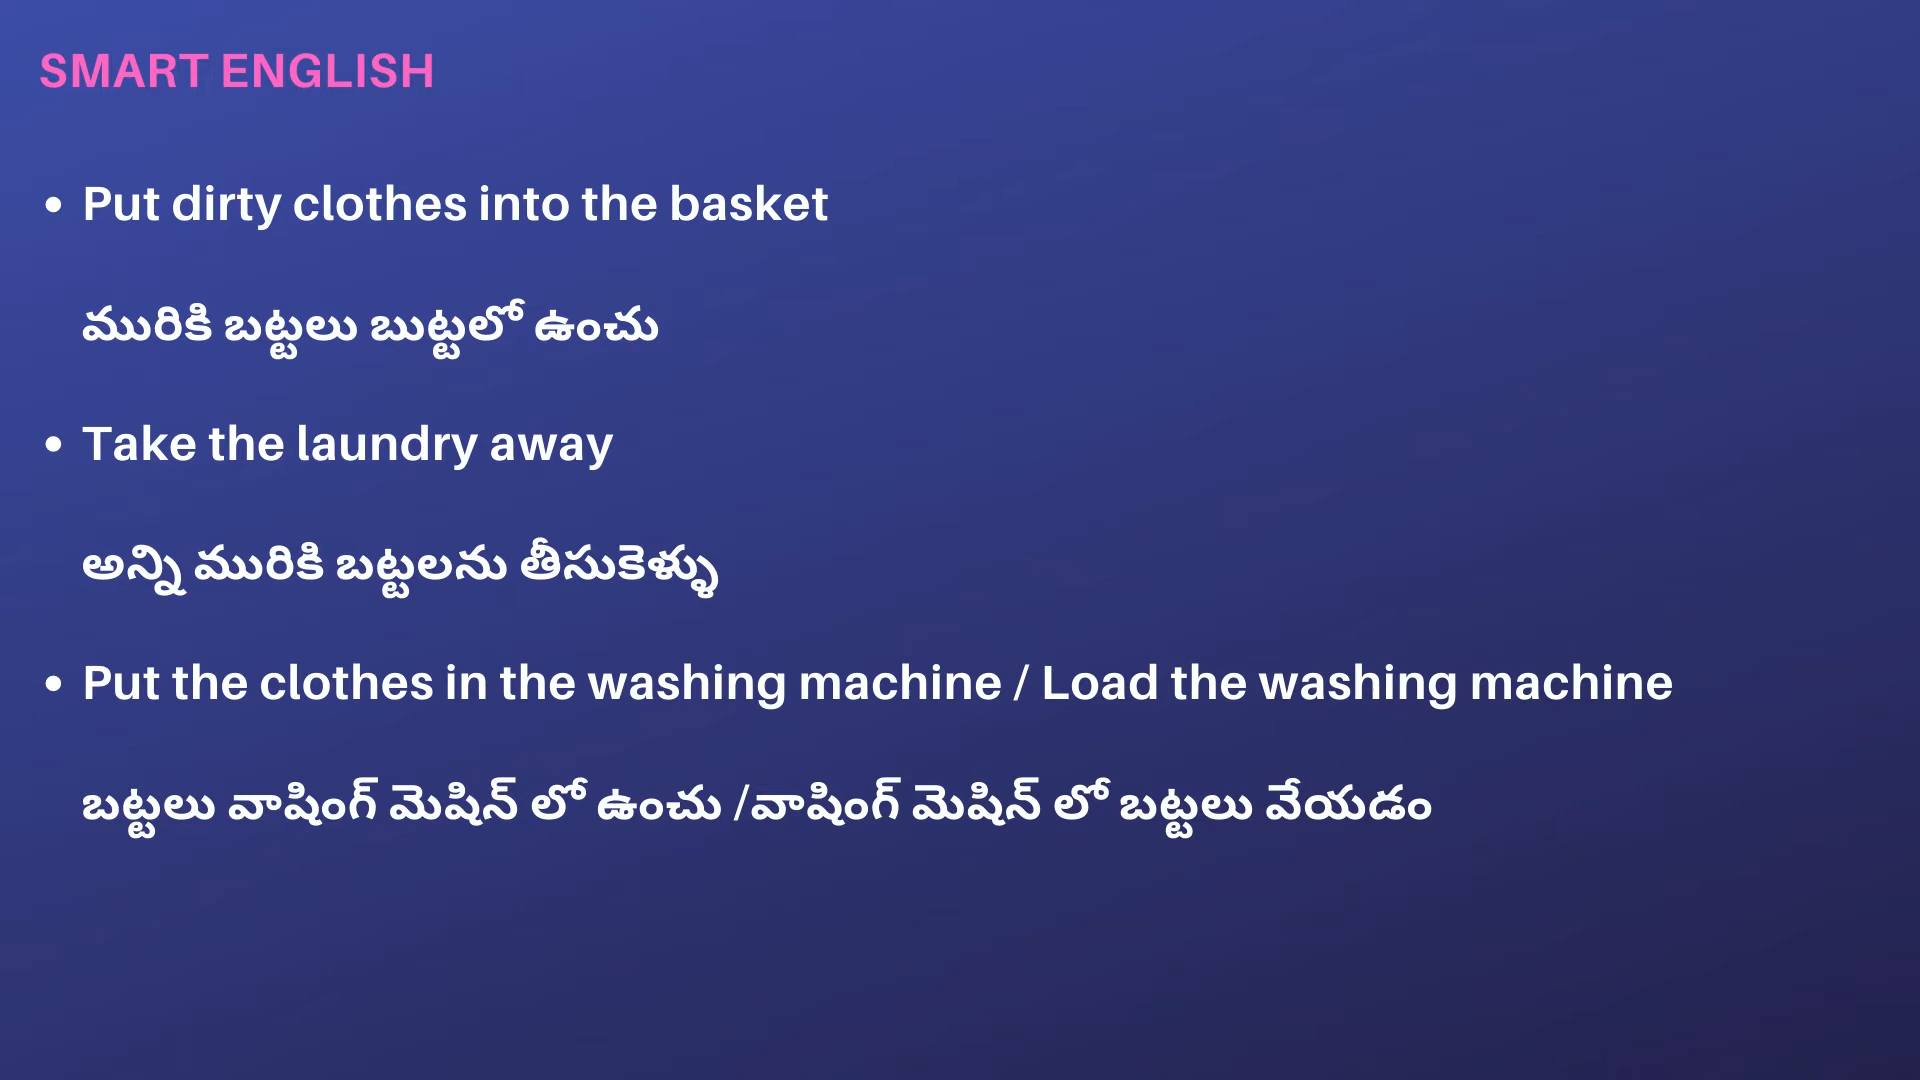 SMART ENGLISH
• Put dirty clothes into the basket
మురికి బట్టలు బుట్టలో ఉంచు
• Take the laundry away
అన్ని మురికి బట్టలను తీసుకెళ్ళు
• Put the clothes in the washing machine / Load the washing machine
బట్టలు వాషింగ్ మెషిన్ లో ఉంచు /వాషింగ్ మెషిన్ లో బట్టలు వేయడం